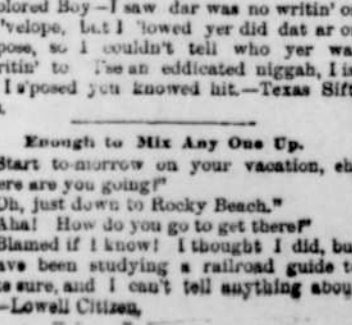 olored Boy—I saw dar was no writin' o
'velope, but I 'lowed yer did dat ar o
pose, so I couldn't tell who yer wa
ritin' to I'se an eddicated niggah, I is
I s'posed you knowed hit.—Texas Sift
Enough to Mix Any One Up.
Start to-morrow on your vacation, eh
ere are you going?"
Oh, just down to Rocky Beach."
Aha! How do you go to get there?"
Blamed if I know! I thought I did, bu
ave been studying a railroad guide t
e sure, and I can't tell anything abou
—Lowell Citizen.